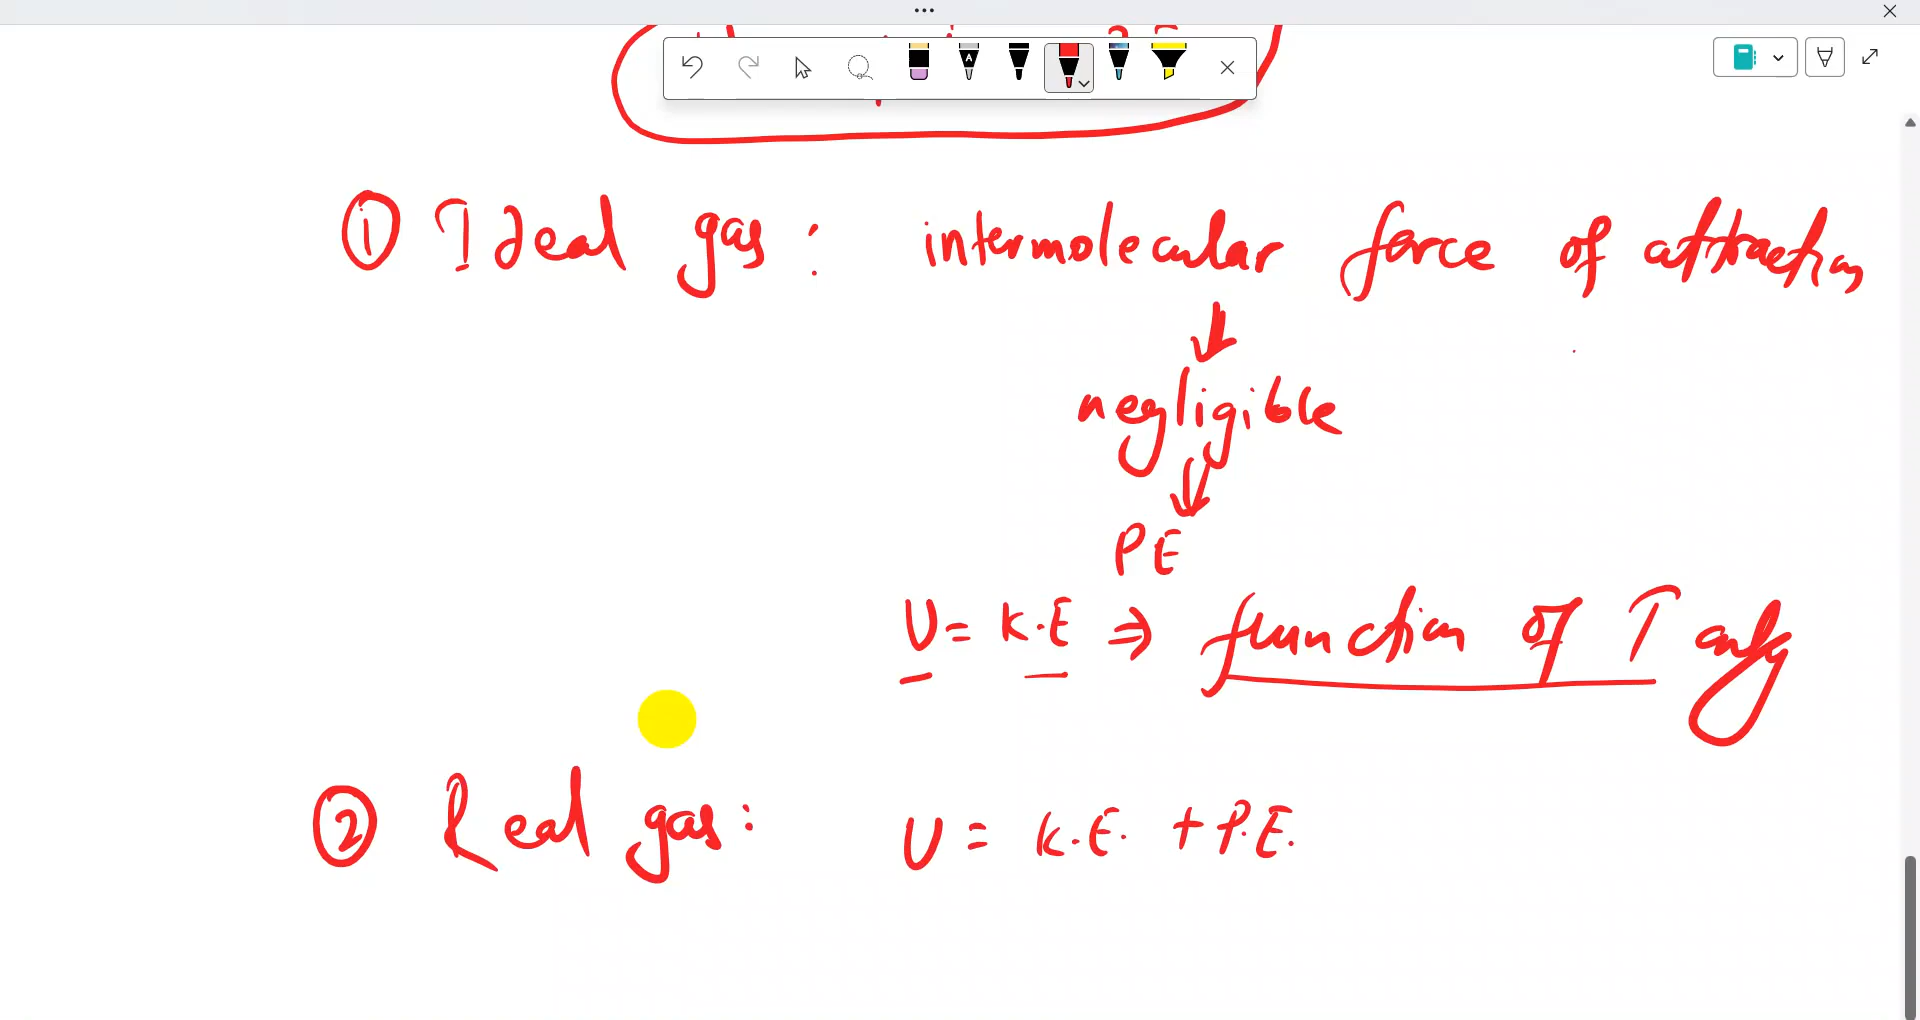 ① Ideal gas : intermolecular force of attraction
↓
negligible
⇓
PE
U = K.E ⇒ function of T only
② Real gas : U = K.E. + P.E.